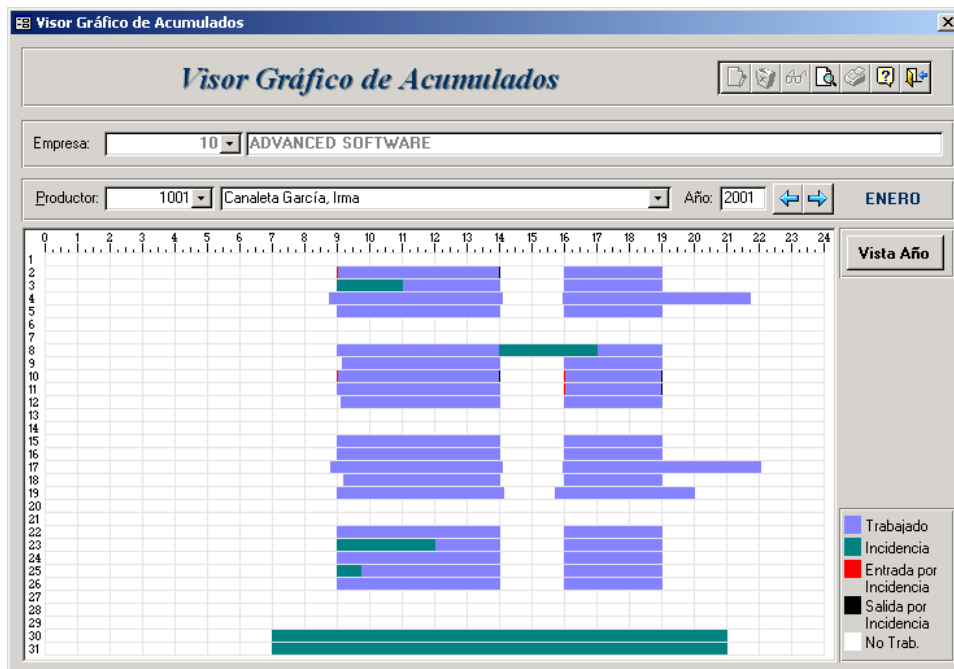 Visor Gráfico de Acumulados
Visor Gráfico de Acumulados
Empresa: 10 ADVANCED SOFTWARE
Productor: 1001 Canaleta García, Irma Año: 2001 ENERO
0 1 2 3 4 5 6 7 8 9 10 11 12 13 14 15 16 17 18 19 20 21 22 23 24
Vista Año
1
2
3
4
5
6
7
8
9
10
11
12
13
14
15
16
17
18
19
20
21
22
23
24
25
26
27
28
29
30
31
Trabajado
Incidencia
Entrada por
Incidencia
Salida por
Incidencia
No Trab.